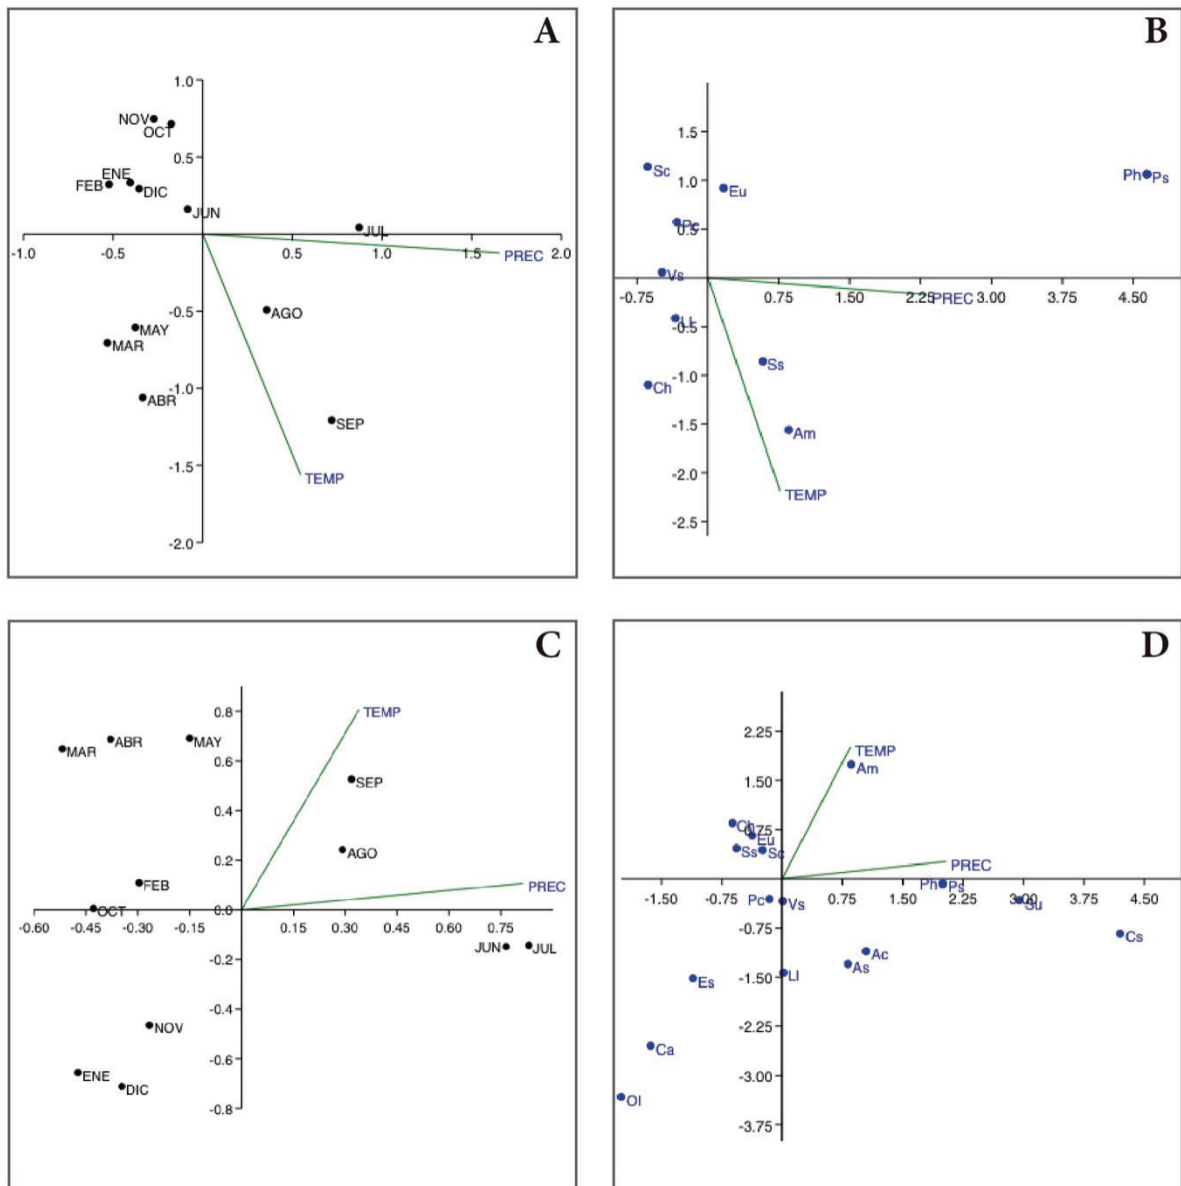 A
1.0
NOV
OCT
0.5
ENE
FEB
DIC
JUN
JUL
-1.0
-0.5
0.5
1.0
1.5
2.0
PREC
-0.5
AGO
MAY
MAR
-1.0
ABR
SEP
-1.5
TEMP
-2.0
B
1.5
Sc
1.0
Ph
Ps
Eu
Pc
0.5
Vs
-0.75
0.75
1.50
2.25
PREC
3.00
3.75
4.50
Ll
-0.5
Ss
-1.0
Ch
-1.5
Am
-2.0
TEMP
-2.5
C
0.8
TEMP
MAR
ABR
MAY
0.6
SEP
0.4
AGO
0.2
FEB
PREC
OCT
0.0
-0.60
-0.45
-0.30
-0.15
0.15
0.30
0.45
0.60
0.75
JUN
JUL
-0.2
-0.4
NOV
-0.6
ENE
DIC
-0.8
D
2.25
TEMP
Am
1.50
Ch
0.75
Eu
Ss
Sc
PREC
Ph
Ps
-1.50
-0.75
0.75
1.50
2.25
3.00
3.75
4.50
Pc
Vs
Su
-0.75
Cs
Ac
As
Ll
-1.50
Es
-2.25
Ca
-3.00
Ol
-3.75